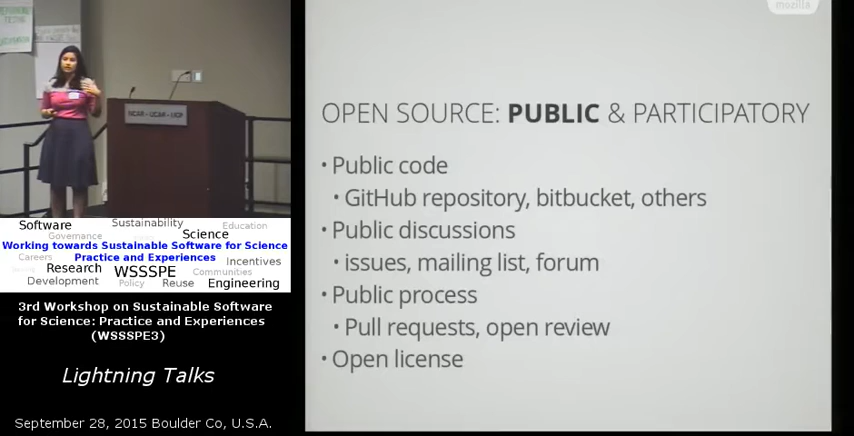 mozilla
OPEN SOURCE: PUBLIC & PARTICIPATORY
• Public code
• GitHub repository, bitbucket, others
• Public discussions
• issues, mailing list, forum
• Public process
• Pull requests, open review
• Open license
NCAR - UCAR - UCP
Software
Sustainability
Education
Governance
Science
Working towards Sustainable Software for Science
Practice and Experiences
Careers
Incentives
Research
WSSSPE
Communities
Development
Policy
Reuse
Engineering
3rd Workshop on Sustainable Software
for Science: Practice and Experiences
(WSSSPE3)
Lightning Talks
September 28, 2015 Boulder Co, U.S.A.